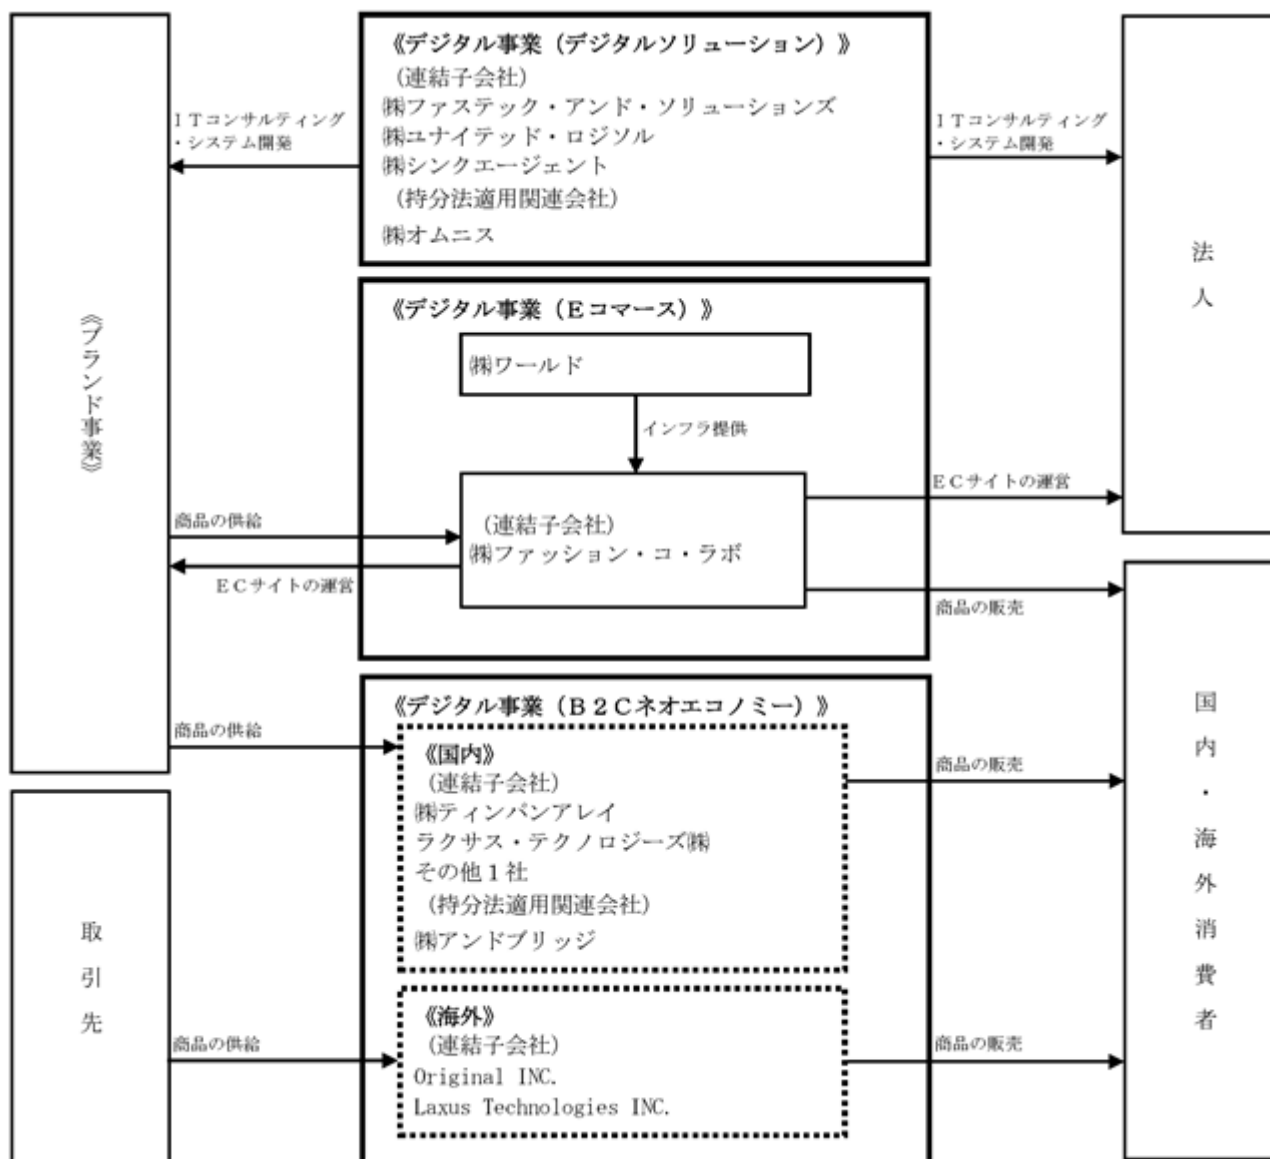 《ブランド事業》
取引先
ITコンサルティング
・システム開発
《デジタル事業（デジタルソリューション）》
（連結子会社）
㈱ファステック・アンド・ソリューションズ
㈱ユナイテッド・ロジソル
㈱シンクエージェント
（持分法適用関連会社）
㈱オムニス
ITコンサルティング
・システム開発
法人
《デジタル事業（Eコマース）》
㈱ワールド
インフラ提供
（連結子会社）
㈱ファッション・コ・ラボ
商品の供給
ECサイトの運営
ECサイトの運営
商品の販売
《デジタル事業（B2Cネオエコノミー）》
商品の供給
《国内》
（連結子会社）
㈱ティンパンアレイ
ラクサス・テクノロジーズ㈱
その他1社
（持分法適用関連会社）
㈱アンドブリッジ
商品の販売
商品の供給
《海外》
（連結子会社）
Original INC.
Laxus Technologies INC.
商品の販売
国内・海外消費者